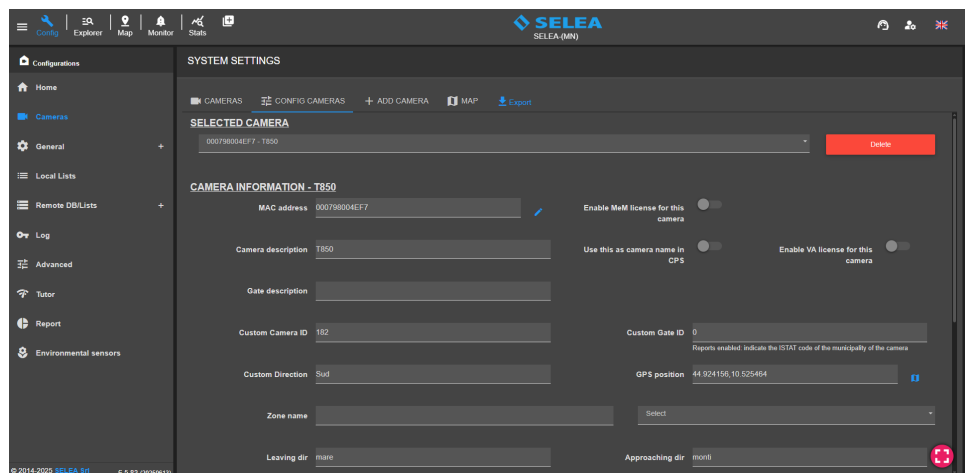 Config
Explorer
Map
Monitor
Stats
SELEA
SELEA-(MN)
Configurations
SYSTEM SETTINGS
Home
Cameras
General +
Local Lists
Remote DB/Lists +
Log
Advanced
Tutor
Report
Environmental sensors
CAMERAS
CONFIG CAMERAS
ADD CAMERA
MAP
Export
SELECTED CAMERA
000798004EF7 - T850
Delete
CAMERA INFORMATION - T850
MAC address 000798004EF7
Enable MeM license for this
camera
Camera description T850
Use this as camera name in
CPS
Enable VA license for this
camera
Gate description
Custom Camera ID 182
Custom Gate ID 0
Reports enabled: indicate the ISTAT code of the municipality of the camera
Custom Direction Sud
GPS position 44.924156,10.525464
Zone name
Select
Leaving dir mare
Approaching dir monti
© 2014-2025 SELEA Srl